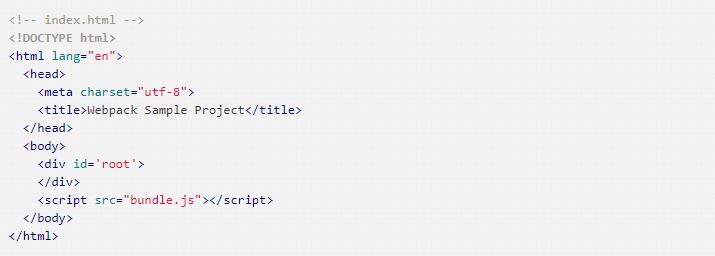 <!-- index.html -->
<!DOCTYPE html>
<html lang="en">
  <head>
    <meta charset="utf-8">
    <title>Webpack Sample Project</title>
  </head>
  <body>
    <div id='root'>
    </div>
    <script src="bundle.js"></script>
  </body>
</html>